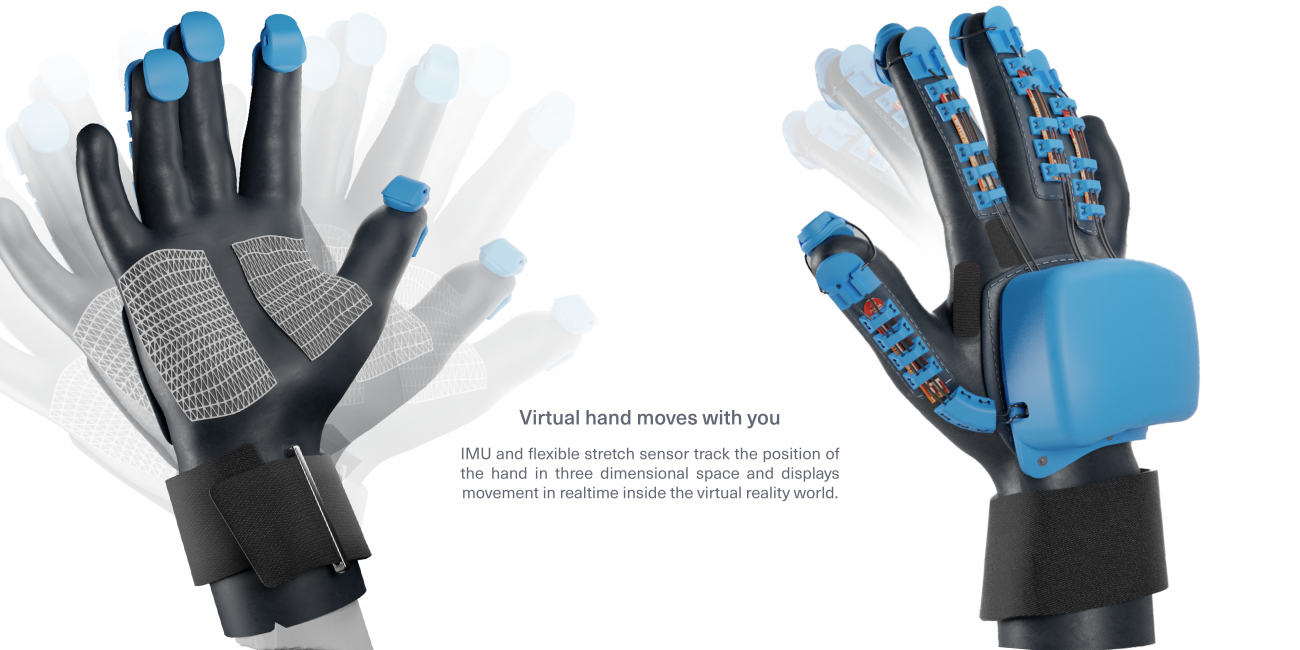 Virtual hand moves with you
IMU and flexible stretch sensor track the position of
the hand in three dimensional space and displays
movement in realtime inside the virtual reality world.